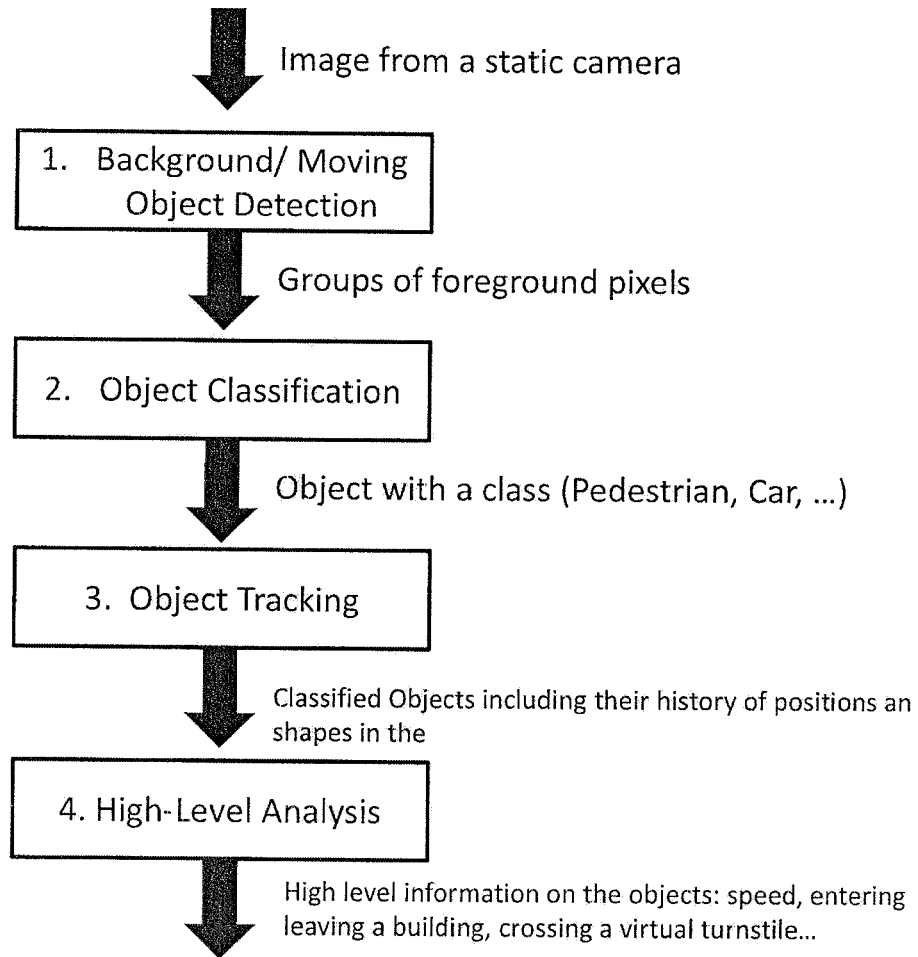 Image from a static camera
1. Background/ Moving
Object Detection
Groups of foreground pixels
2. Object Classification
Object with a class (Pedestrian, Car, ...)
3. Object Tracking
Classified Objects including their history of positions an
shapes in the
4. High-Level Analysis
High level information on the objects: speed, entering
leaving a building, crossing a virtual turnstile...